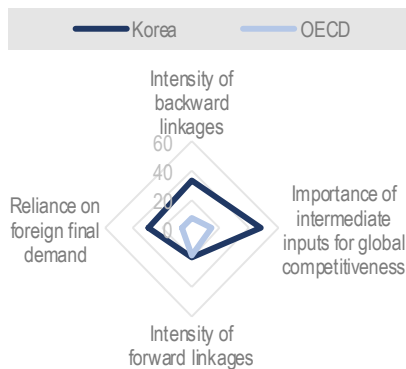 Korea OECD
Intensity of
backward
linkages
60
40
20
0
Reliance on
foreign final
demand
Importance of
intermediate
inputs for global
competitiveness
Intensity of
forward linkages